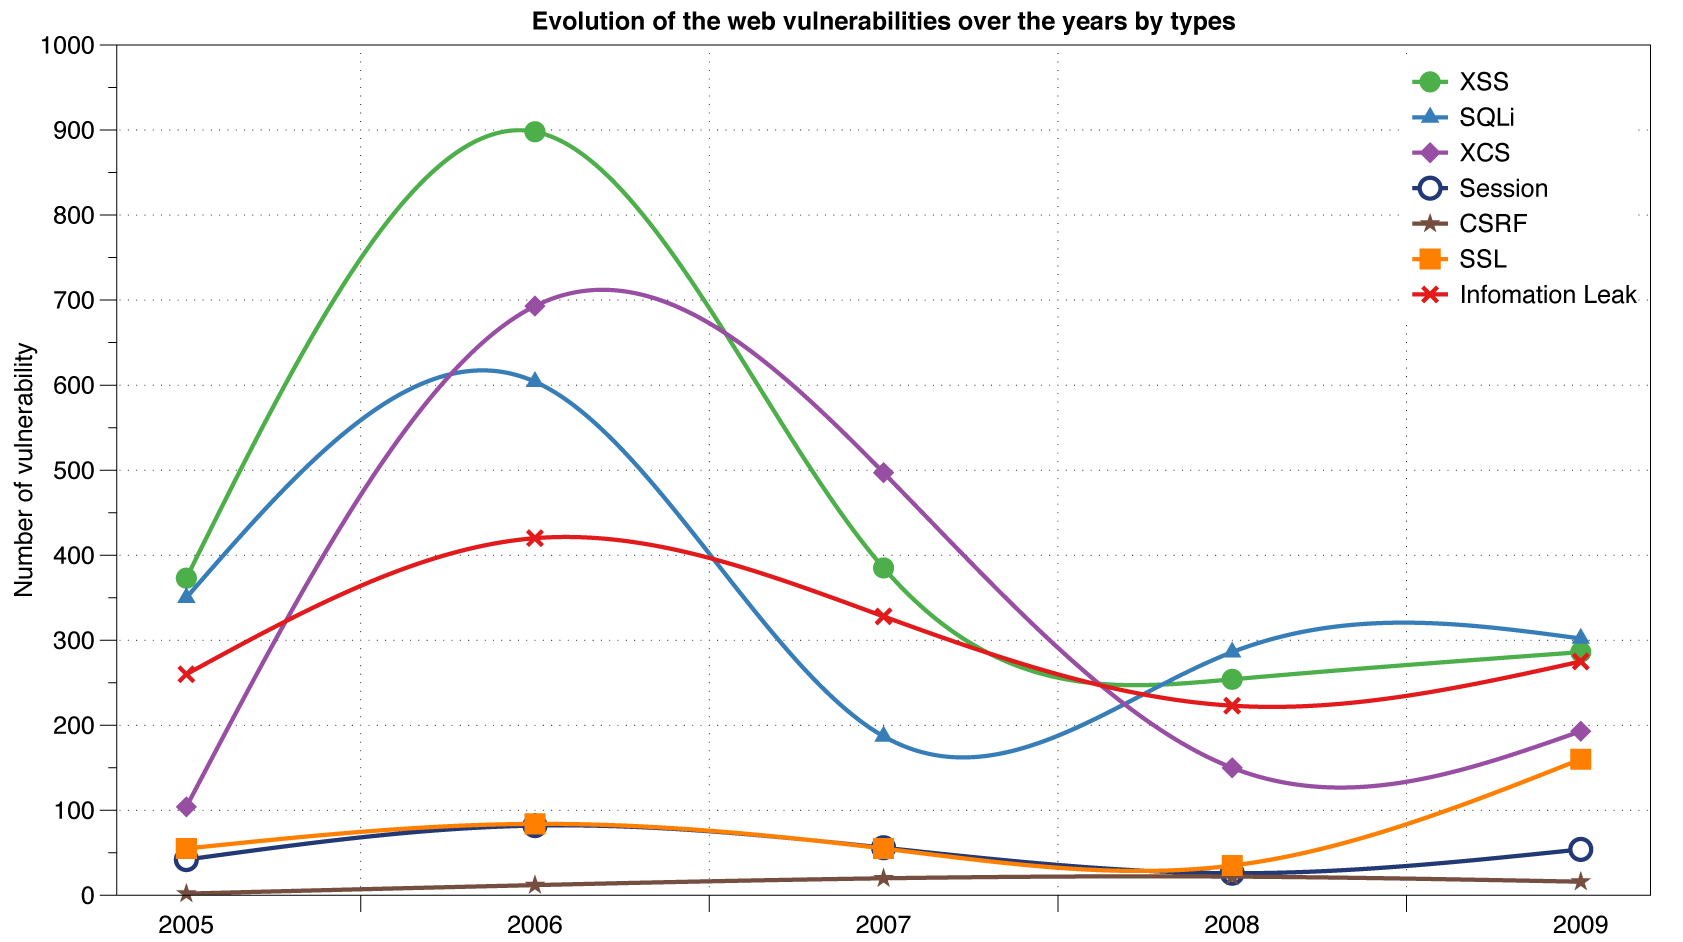 Evolution of the web vulnerabilities over the years by types
Number of vulnerability
1000
900
800
700
600
500
400
300
200
100
0
XSS
SQLi
XCS
Session
CSRF
SSL
Infomation Leak
2005 2006 2007 2008 2009